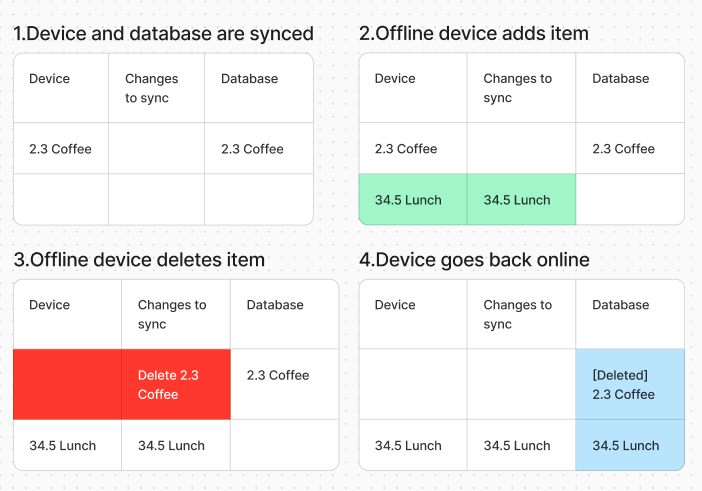 1.Device and database are synced
Device
Changes
to sync
Database
2.3 Coffee
2.3 Coffee
2.Offline device adds item
Device
Changes to
sync
Database
2.3 Coffee
2.3 Coffee
34.5 Lunch
34.5 Lunch
3.Offline device deletes item
Device
Changes to
sync
Database
Delete 2.3
Coffee
2.3 Coffee
34.5 Lunch
34.5 Lunch
4.Device goes back online
Device
Changes to
sync
Database
[Deleted]
2.3 Coffee
34.5 Lunch
34.5 Lunch
34.5 Lunch